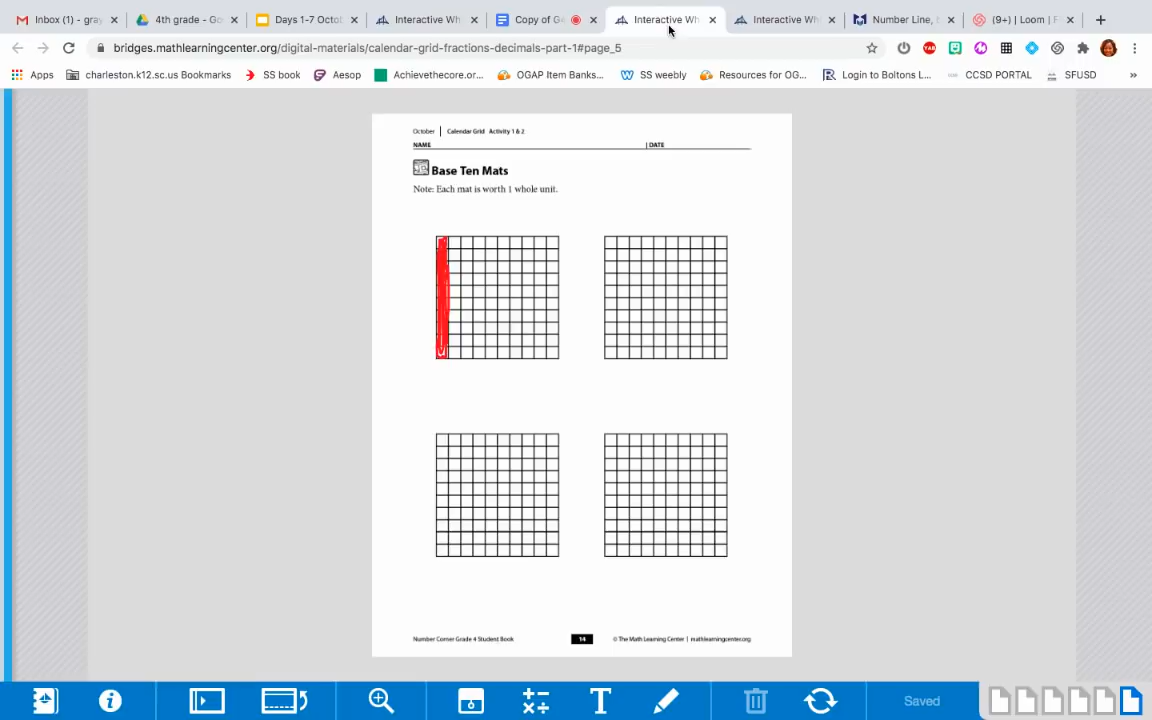 Inbox (1) - gray
4th grade - Goo
Days 1-7 Octo
Interactive Wh
Copy of Ge
Interactive Wh
Interactive Wh
Number Line, b
(9+) Loom | F
bridges.mathlearningcenter.org/digital-materials/calendar-grid-fractions-decimals-part-1#page_5
Apps
charleston.k12.sc.us Bookmarks
SS book
Aesop
Achievethecore.or...
OGAP Item Banks...
SS weekly
Resources for OG...
Login to Boltons L...
CCSD PORTAL
SFUSD
»
October | Calendar Grid Activity 1 & 2
NAME | DATE
Base Ten Mats
Note: Each mat is worth 1 whole unit.
Number Corner Grade 4 Student Book 14 © The Math Learning Center | mathlearningcenter.org
T
Saved